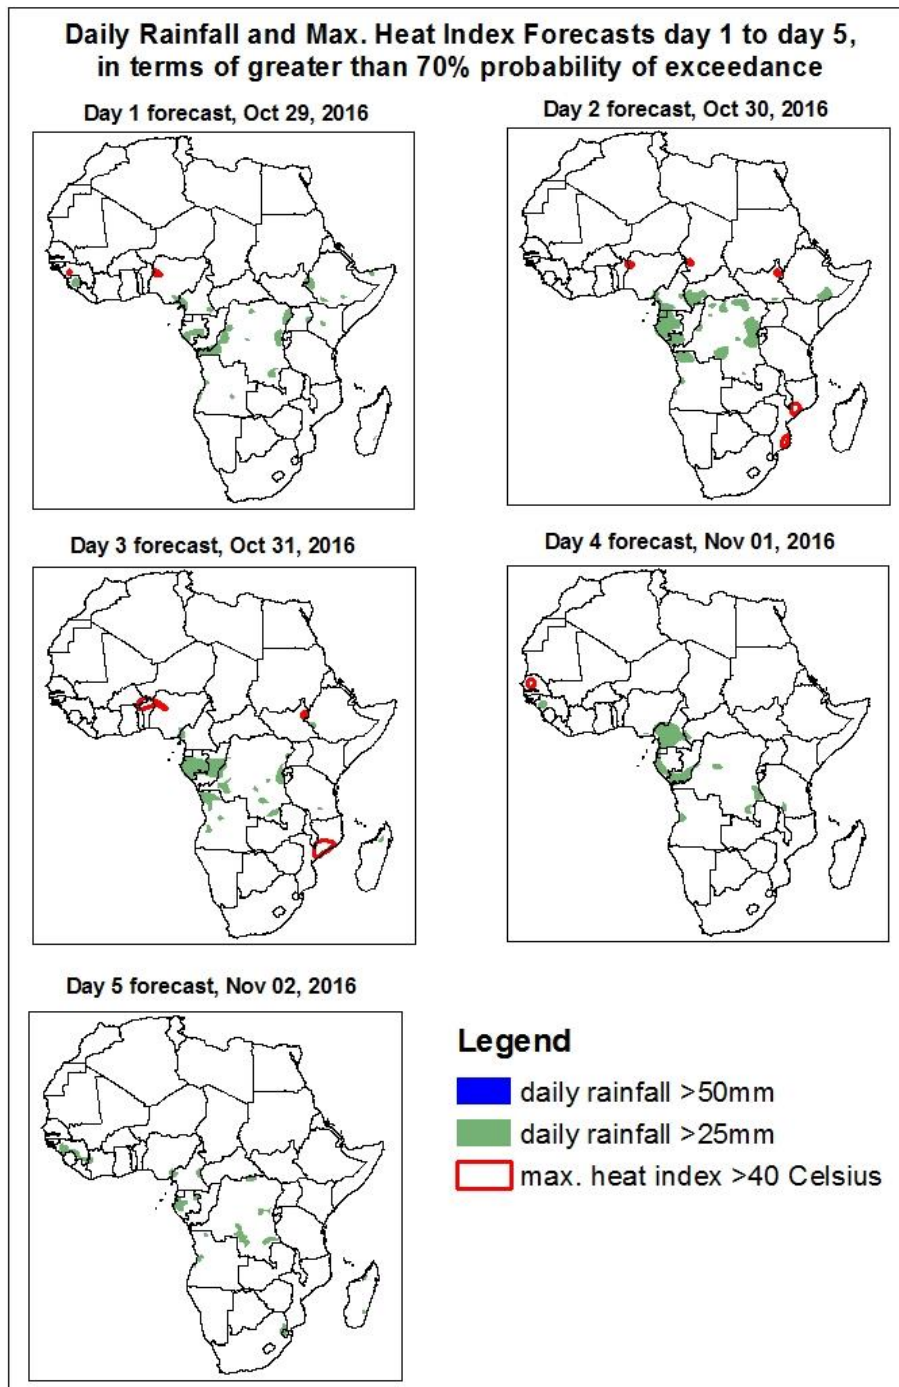 Daily Rainfall and Max. Heat Index Forecasts day 1 to day 5,
in terms of greater than 70% probability of exceedance
Day 1 forecast, Oct 29, 2016
Day 2 forecast, Oct 30, 2016
Day 3 forecast, Oct 31, 2016
Day 4 forecast, Nov 01, 2016
Day 5 forecast, Nov 02, 2016
Legend
daily rainfall >50mm
daily rainfall >25mm
max. heat index >40 Celsius